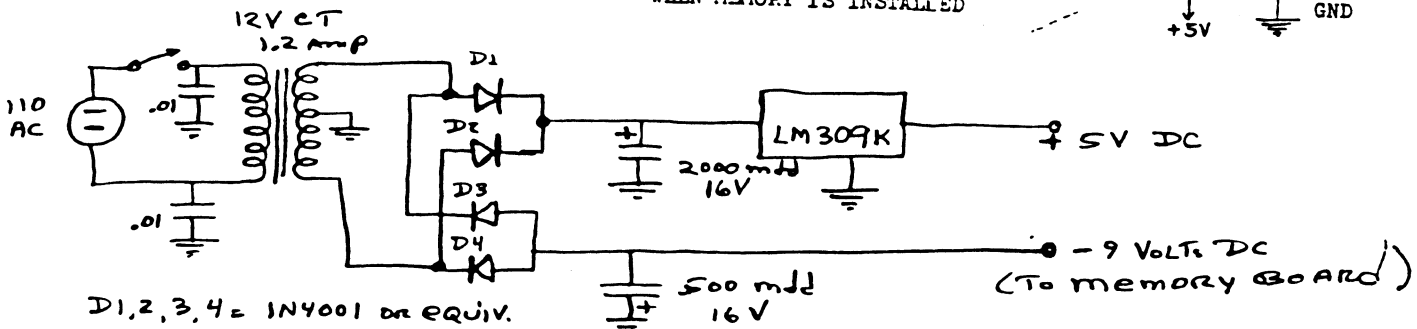 WHEN MEMORY IS INSTALLED
+5V
GND
12V CT
1.2 Amp
110
AC
.01
.01
D1
D2
D3
D4
+
2000 mfd
16V
LM309K
+ 5V DC
500 mfd
16V
+
- 9 VOLTS DC
(To memory BOARD)
D1,2,3,4 = 1N4001 OR EQUIV.